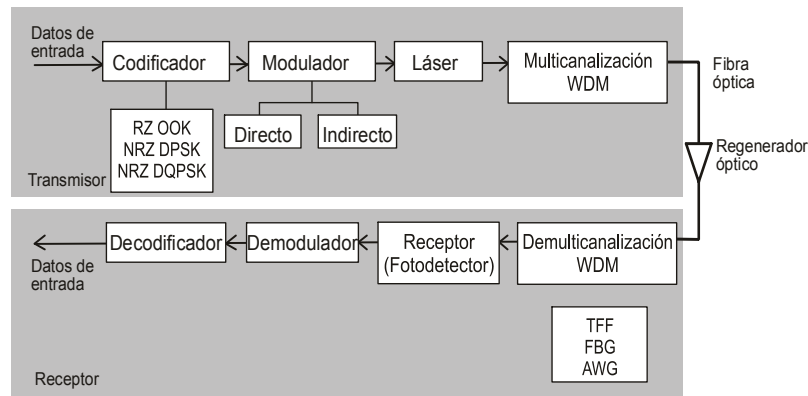 Datos de
entrada
Codificador
Modulador
Láser
Multicanalización
WDM
Fibra
óptica
RZ OOK
NRZ DPSK
NRZ DQPSK
Directo
Indirecto
Transmisor
Regenerador
óptico
Decodificador
Demodulador
Receptor
(Fotodetector)
Demulticanalización
WDM
Datos de
entrada
TFF
FBG
AWG
Receptor